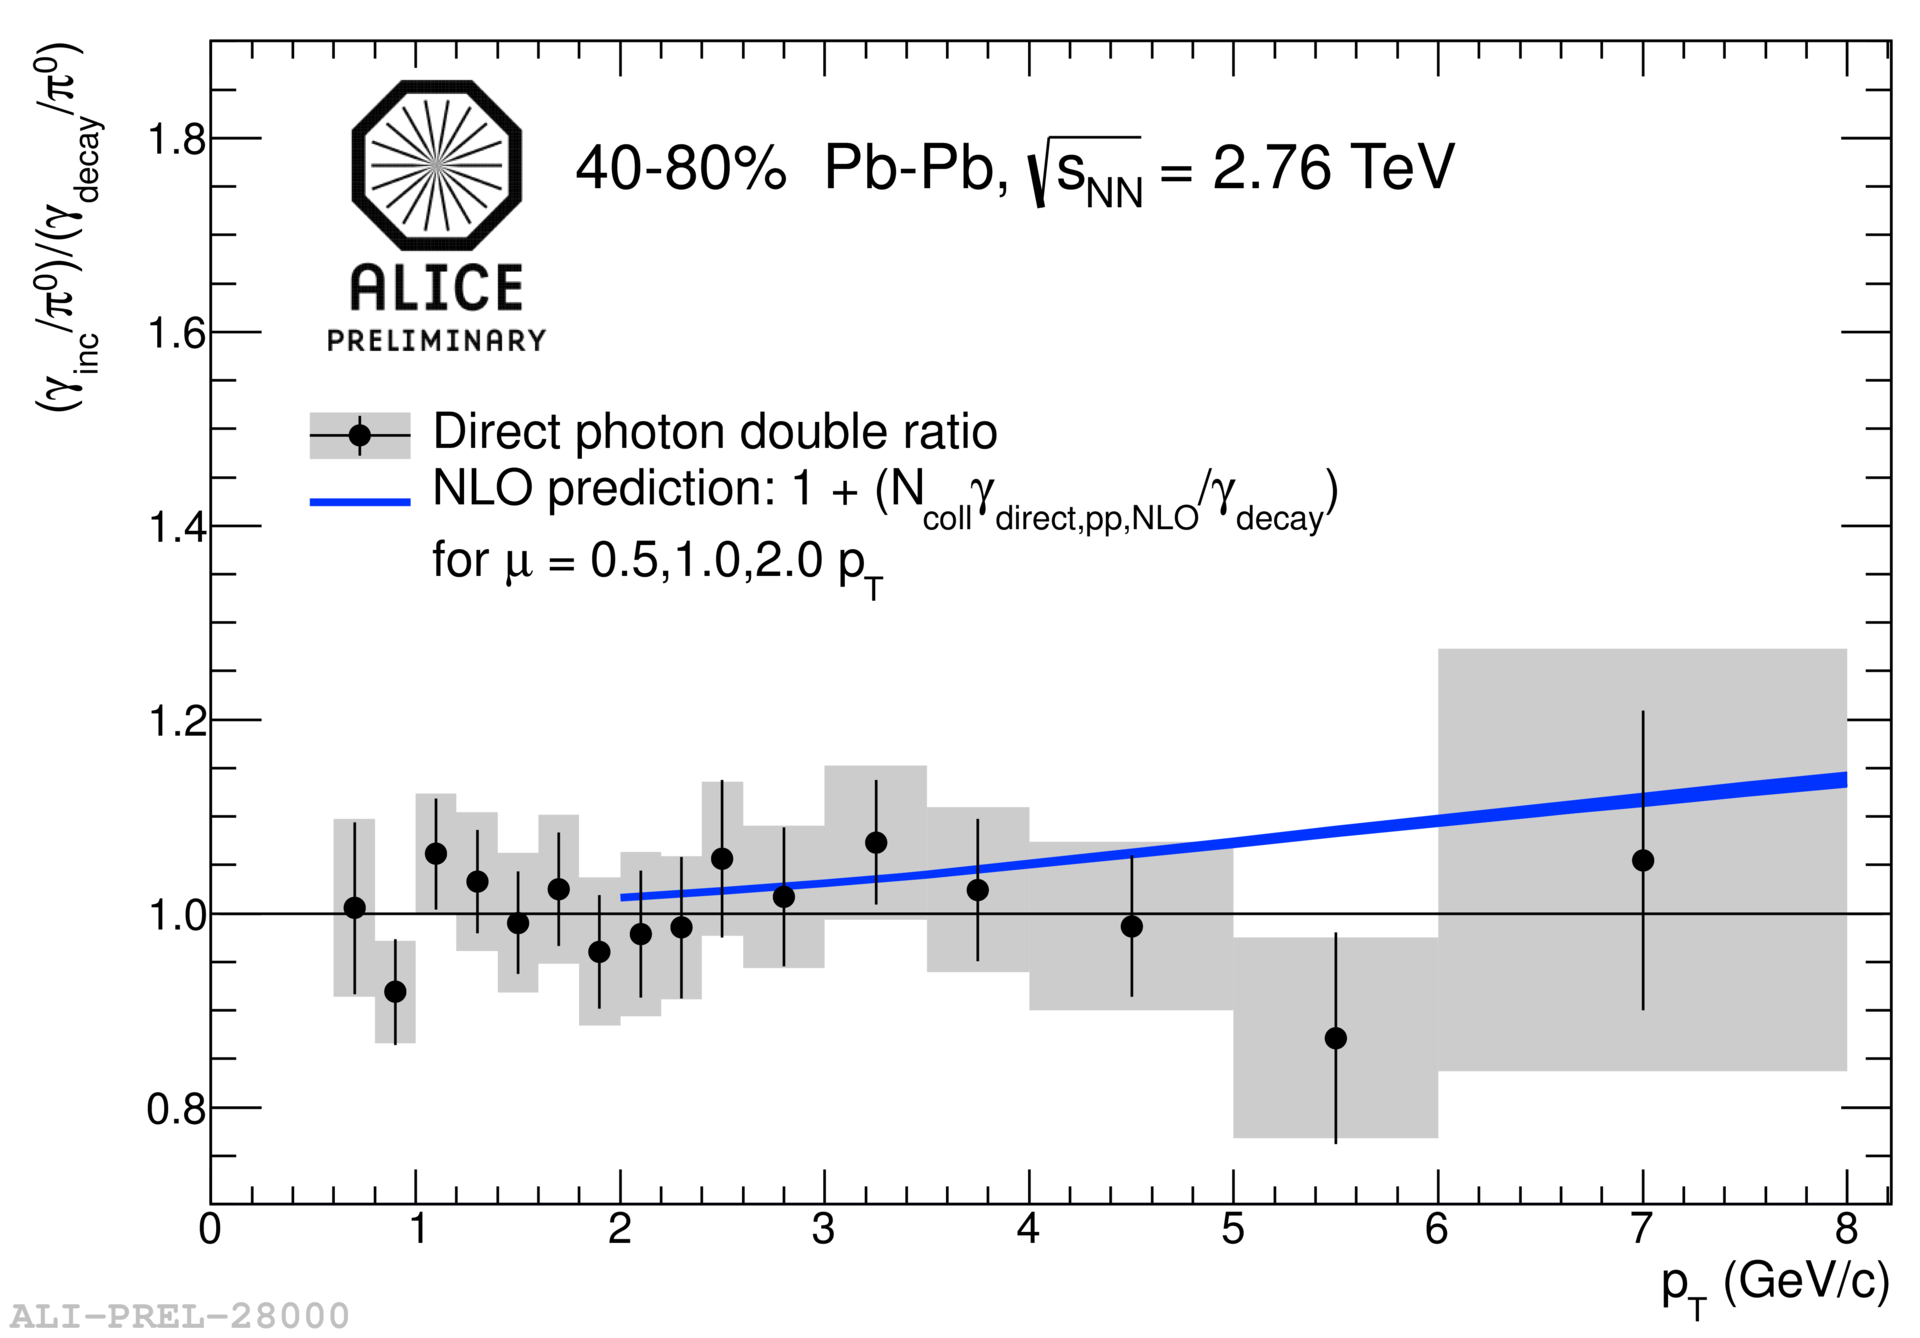 (γinc/π0)/(γdecay/π0)
1.8
1.6
1.4
1.2
1.0
0.8
ALICE
PRELIMINARY
40-80% Pb-Pb, √sNN = 2.76 TeV
Direct photon double ratio
NLO prediction: 1 + (Ncollγdirect,pp,NLO/γdecay)
for μ = 0.5,1.0,2.0 pT
0 1 2 3 4 5 6 7 8
pT (GeV/c)
ALI-PREL-28000